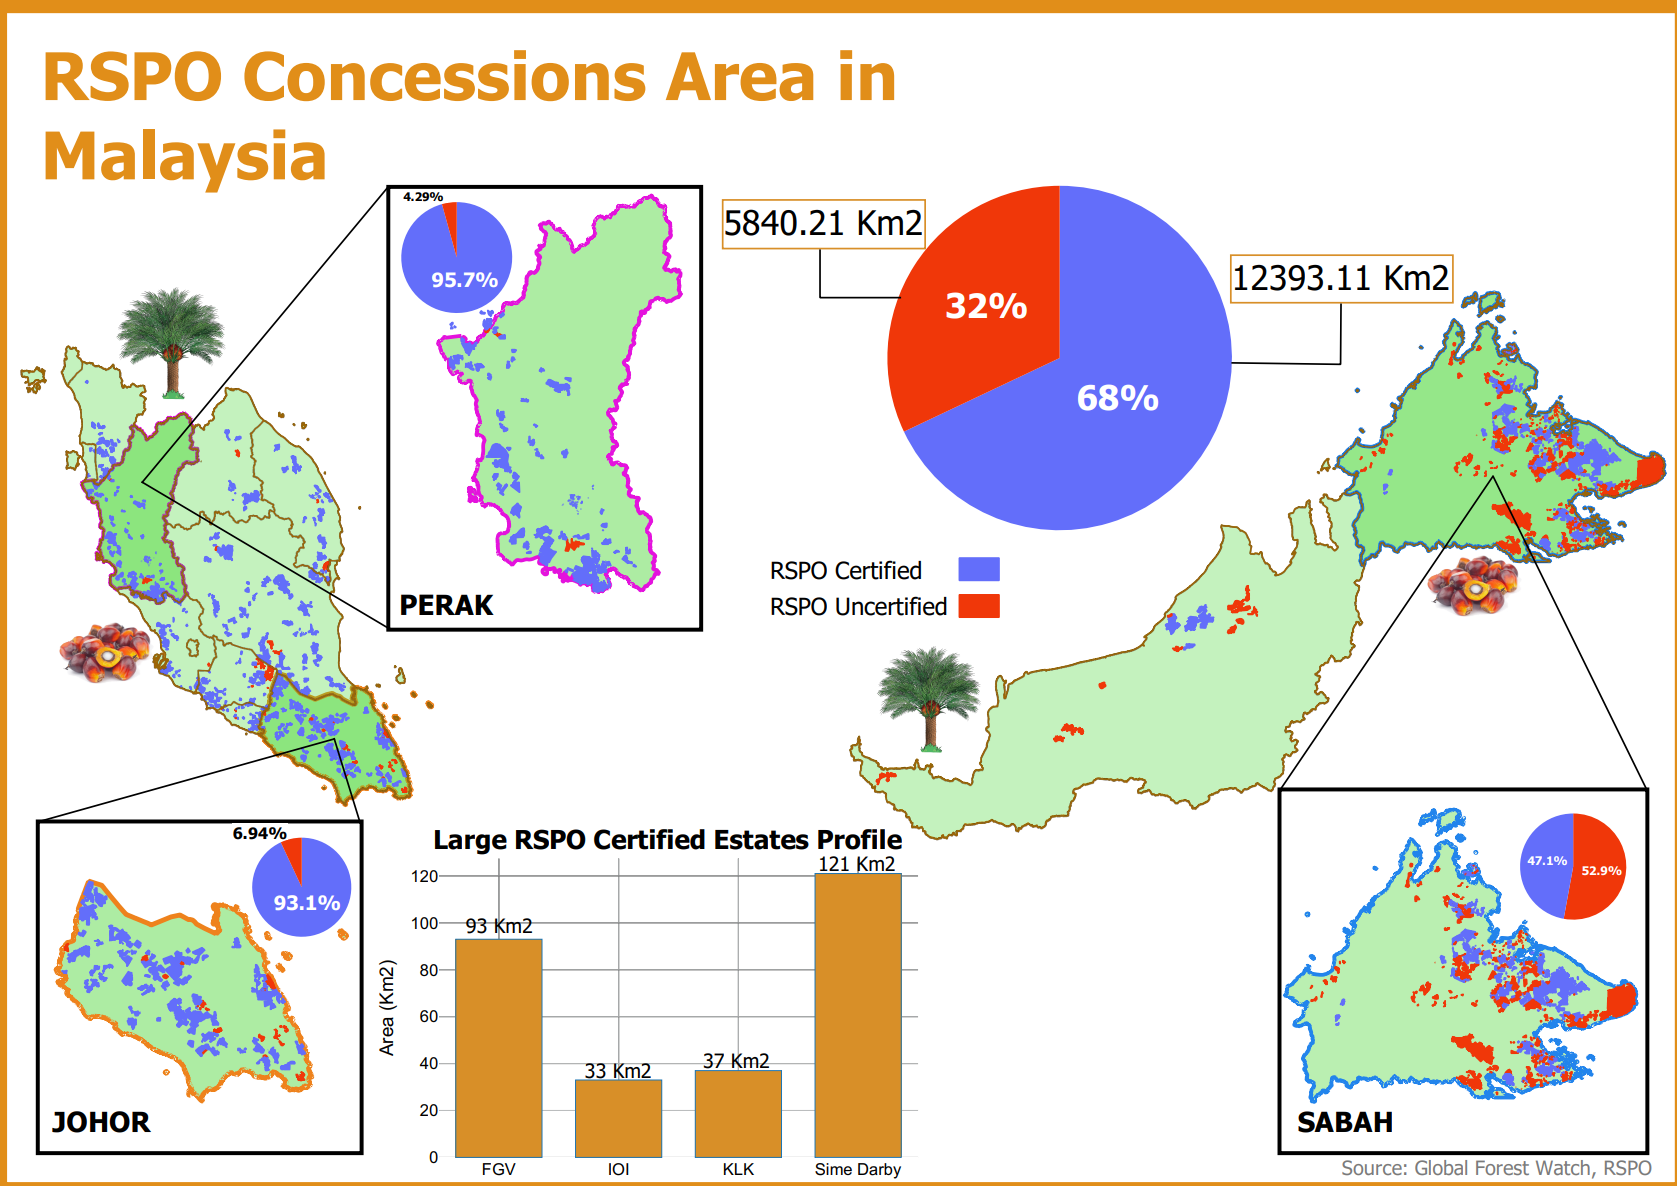 RSPO Concessions Area in
Malaysia
4.29%
95.7%
PERAK
5840.21 Km2
12393.11 Km2
32%
68%
RSPO Certified
RSPO Uncertified
6.94%
93.1%
JOHOR
Large RSPO Certified Estates Profile
121 Km2
93 Km2
33 Km2
37 Km2
Area (Km2)
120
100
80
60
40
20
0
FGV
IOI
KLK
Sime Darby
47.1%
52.9%
SABAH
Source: Global Forest Watch, RSPO